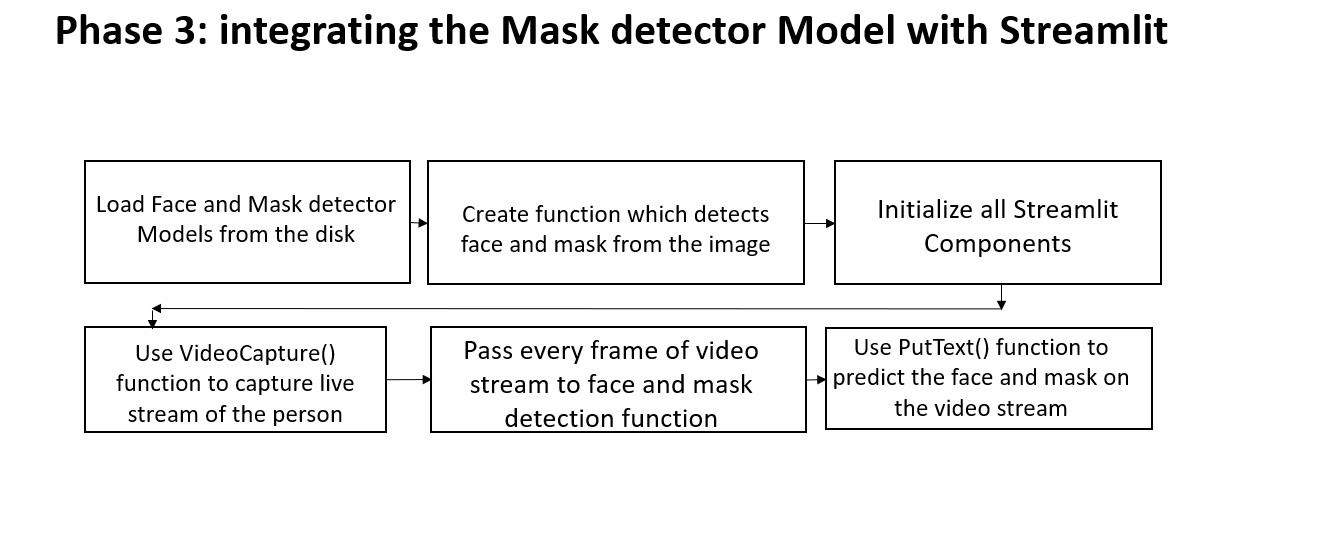 Phase 3: integrating the Mask detector Model with Streamlit
Load Face and Mask detector
Models from the disk
Create function which detects
face and mask from the image
Initialize all Streamlit
Components
Use VideoCapture()
function to capture live
stream of the person
Pass every frame of video
stream to face and mask
detection function
Use PutText() function to
predict the face and mask on
the video stream